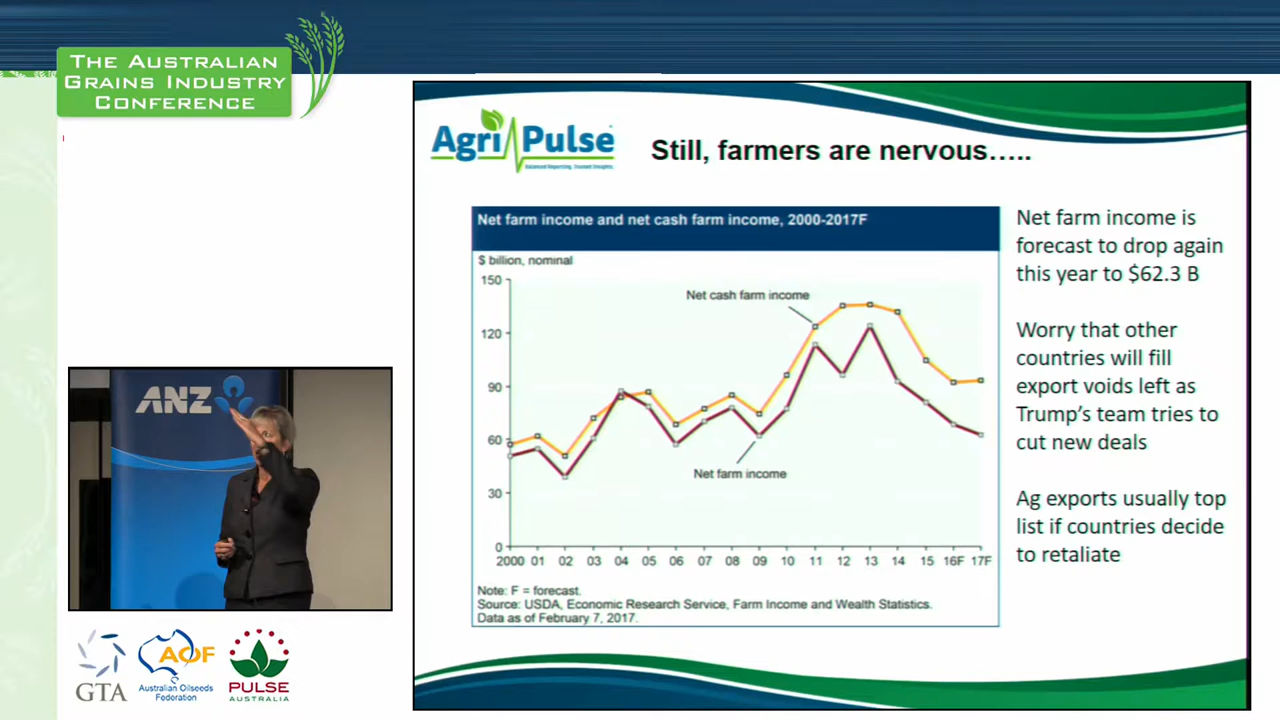 THE AUSTRALIAN
GRAINS INDUSTRY
CONFERENCE
Agri Pulse
Balanced Reporting. Trusted Insights.
Still, farmers are nervous…..
Net farm income and net cash farm income, 2000-2017F
$ billion, nominal
150
120
90
60
30
0
Net cash farm income
Net farm income
2000 01 02 03 04 05 06 07 08 09 10 11 12 13 14 15 16F 17F
Note: F = forecast.
Source: USDA, Economic Research Service, Farm Income and Wealth Statistics.
Data as of February 7, 2017.
Net farm income is
forecast to drop again
this year to $62.3 B
Worry that other
countries will fill
export voids left as
Trump's team tries to
cut new deals
Ag exports usually top
list if countries decide
to retaliate
ANZ
GTA
AOF
Australian Oilseeds
Federation
PULSE
AUSTRALIA